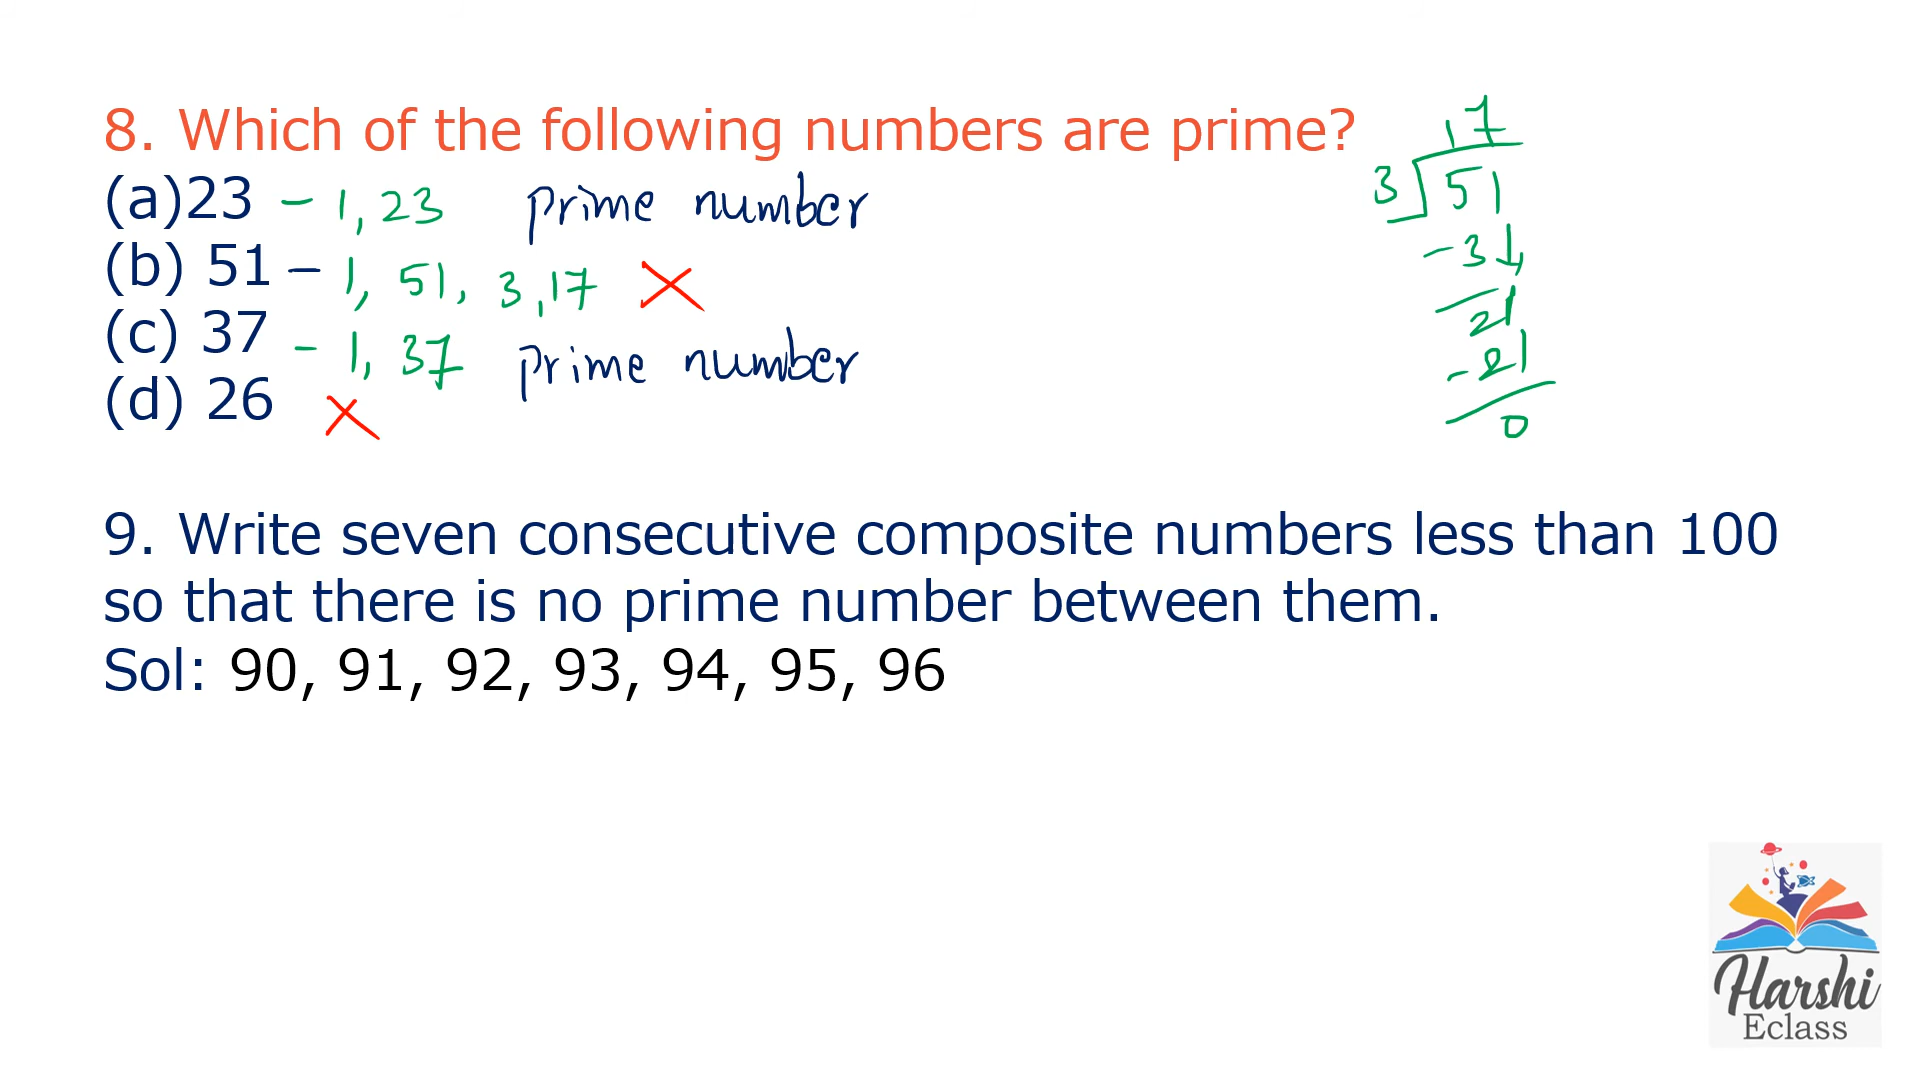 8. Which of the following numbers are prime?
(a)23 - 1, 23 prime number
(b) 51 - 1, 51, 3, 17 X
(c) 37 - 1, 37 prime number
(d) 26 X
17
3 51
-3↓
21
-21
0
9. Write seven consecutive composite numbers less than 100
so that there is no prime number between them.
Sol: 90, 91, 92, 93, 94, 95, 96
Harshi
Eclass